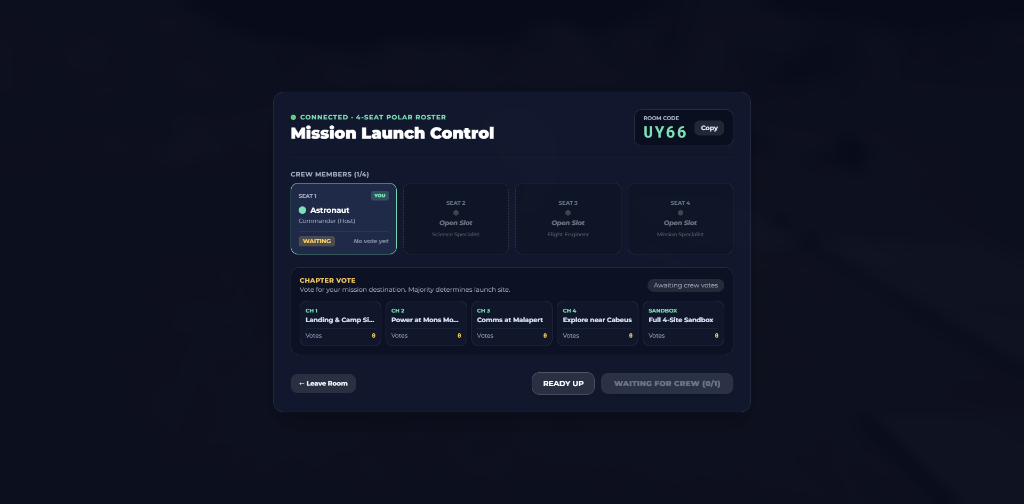 CONNECTED · 4-SEAT POLAR ROSTER
Mission Launch Control
ROOM CODE
UY66
Copy
CREW MEMBERS (1/4)
SEAT 1
YOU
Astronaut
Commander (Host)
WAITING
No vote yet
SEAT 2
Open Slot
Science Specialist
SEAT 3
Open Slot
Flight Engineer
SEAT 4
Open Slot
Mission Specialist
CHAPTER VOTE
Vote for your mission destination. Majority determines launch site.
Awaiting crew votes
CH 1
Landing & Camp Si...
Votes 0
CH 2
Power at Mons Mo...
Votes 0
CH 3
Comms at Malapert
Votes 0
CH 4
Explore near Cabeus
Votes 0
SANDBOX
Full 4-Site Sandbox
Votes 0
← Leave Room
READY UP
WAITING FOR CREW (0/1)